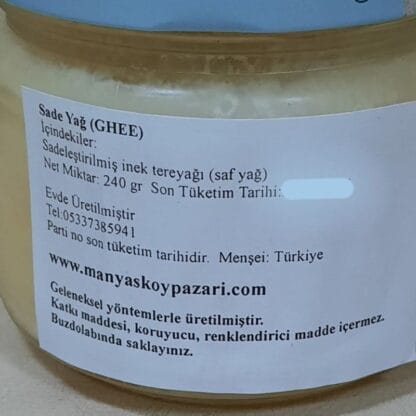 Sade Yağ (GHEE)
İçindekiler:
Sadeleştirilmiş inek tereyağı (saf yağ)
Net Miktar: 240 gr Son Tüketim Tarihi:
Evde Üretilmiştir
Tel:05337385941
Parti no son tüketim tarihidir. Menşei: Türkiye
www.manyaskoypazari.com
Geleneksel yöntemlerle üretilmiştir.
Katkı maddesi, koruyucu, renklendirici madde içermez.
Buzdolabında saklayınız.